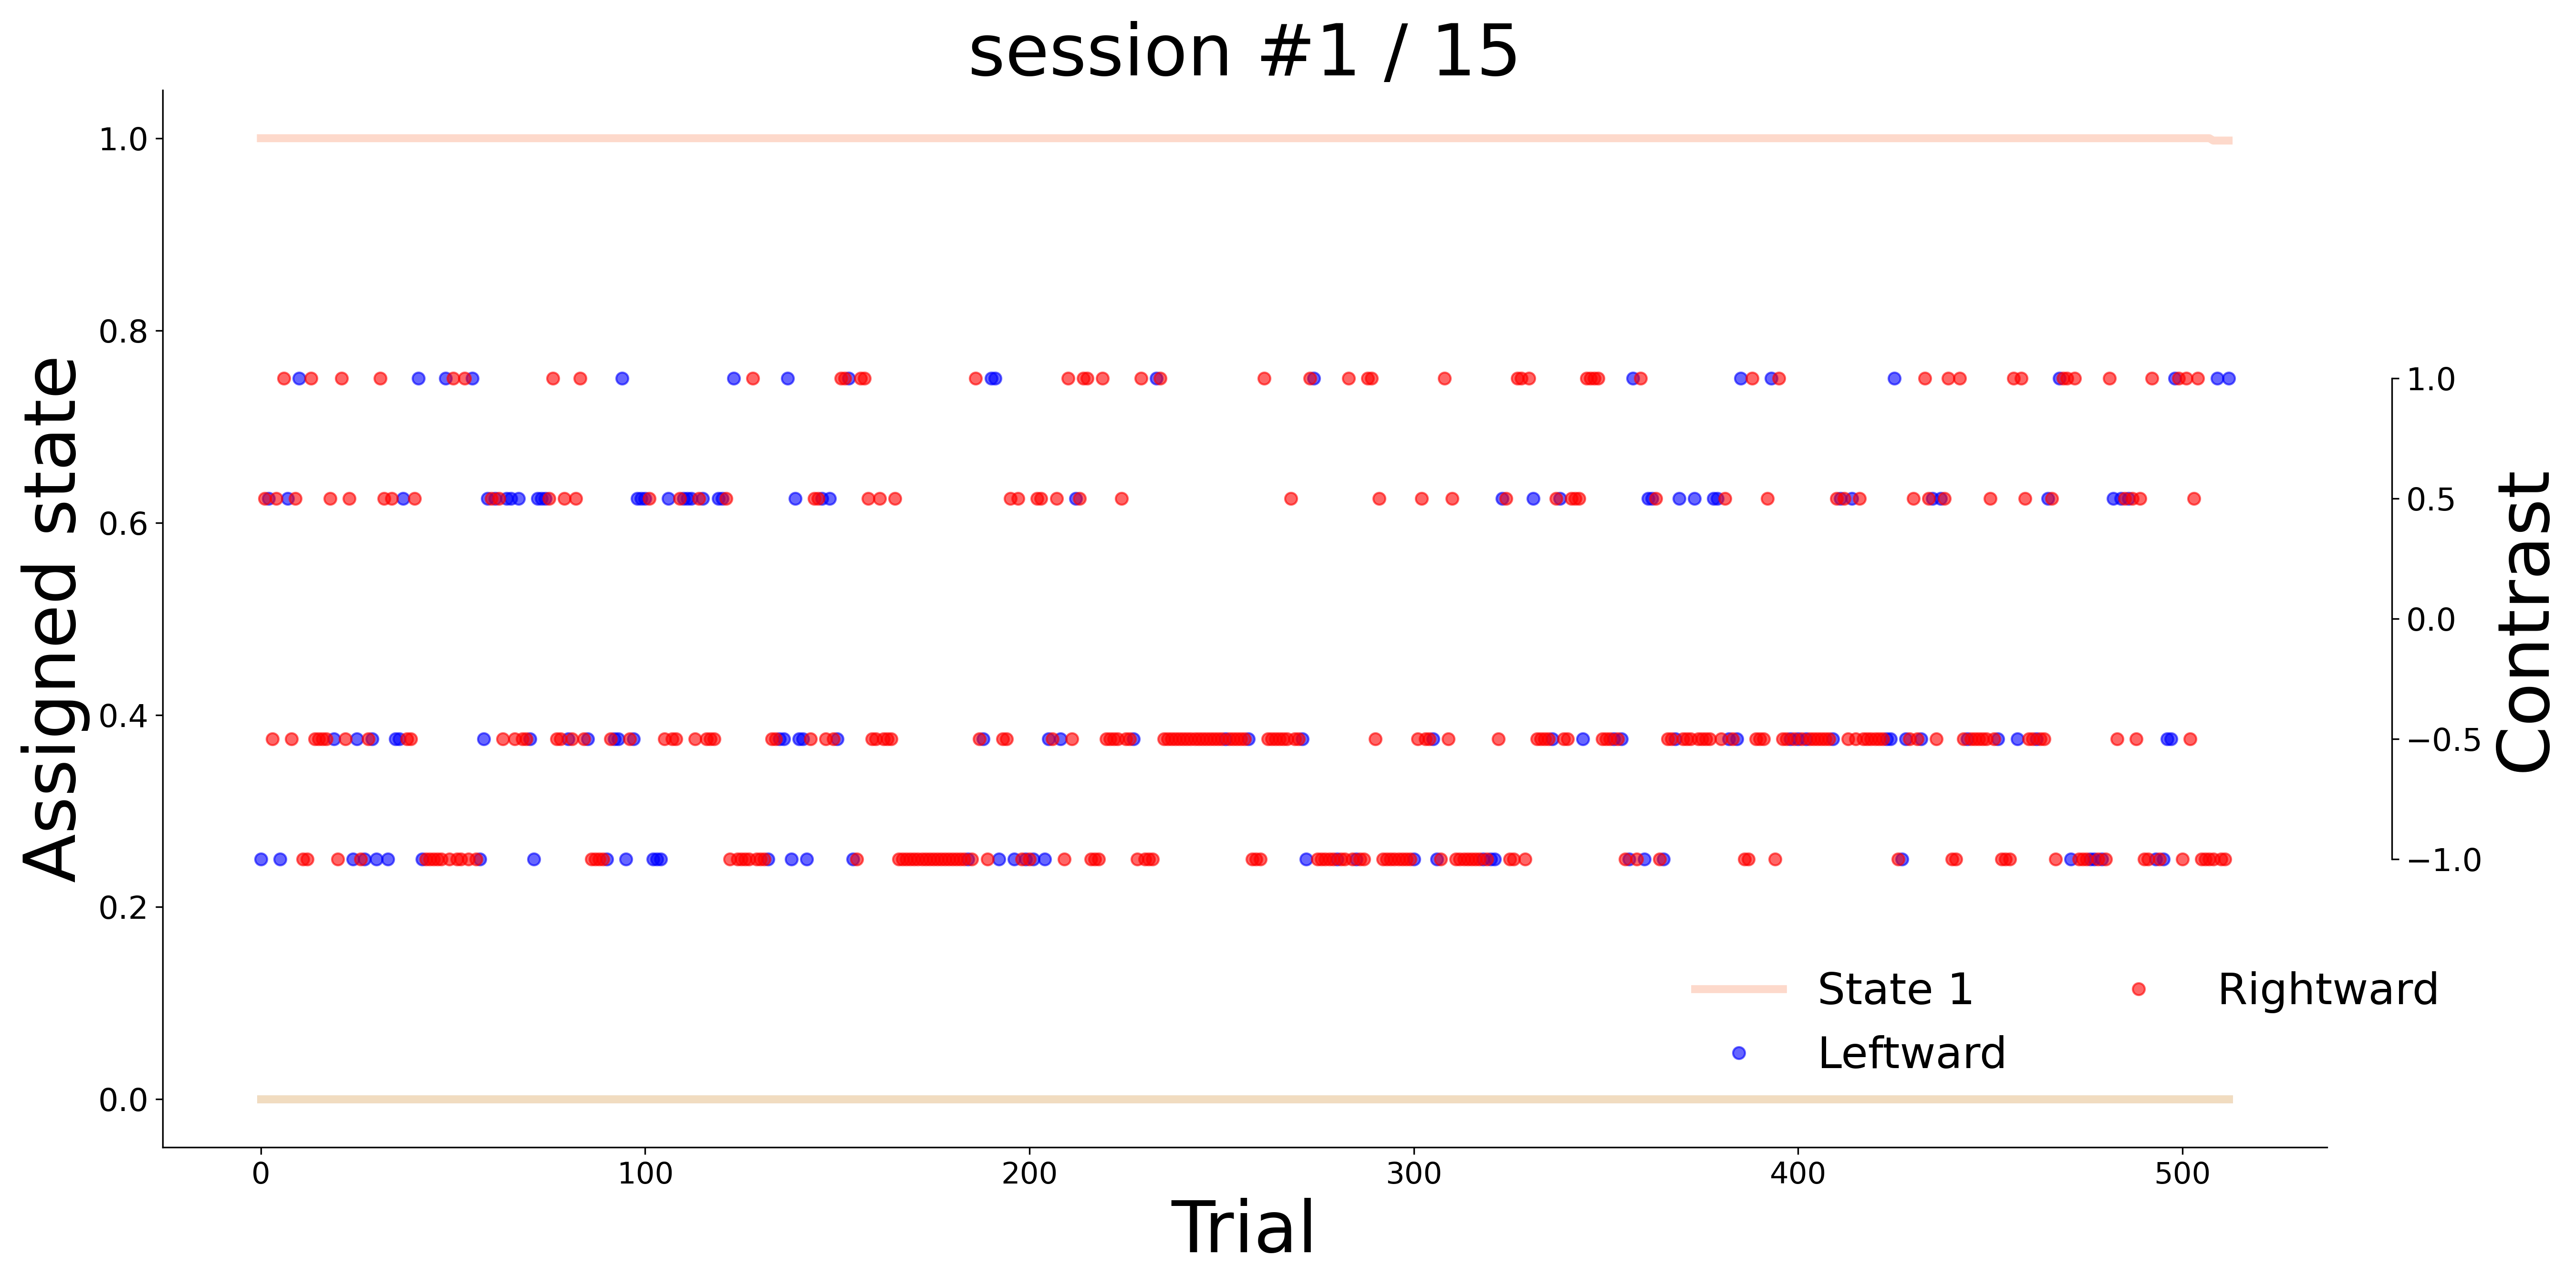 session #1 / 15
Assigned state
1.0
0.8
0.6
0.4
0.2
0.0
1.0
0.5
0.0
−0.5
−1.0
Contrast
State 1
Leftward
Rightward
0 100 200 300 400 500
Trial